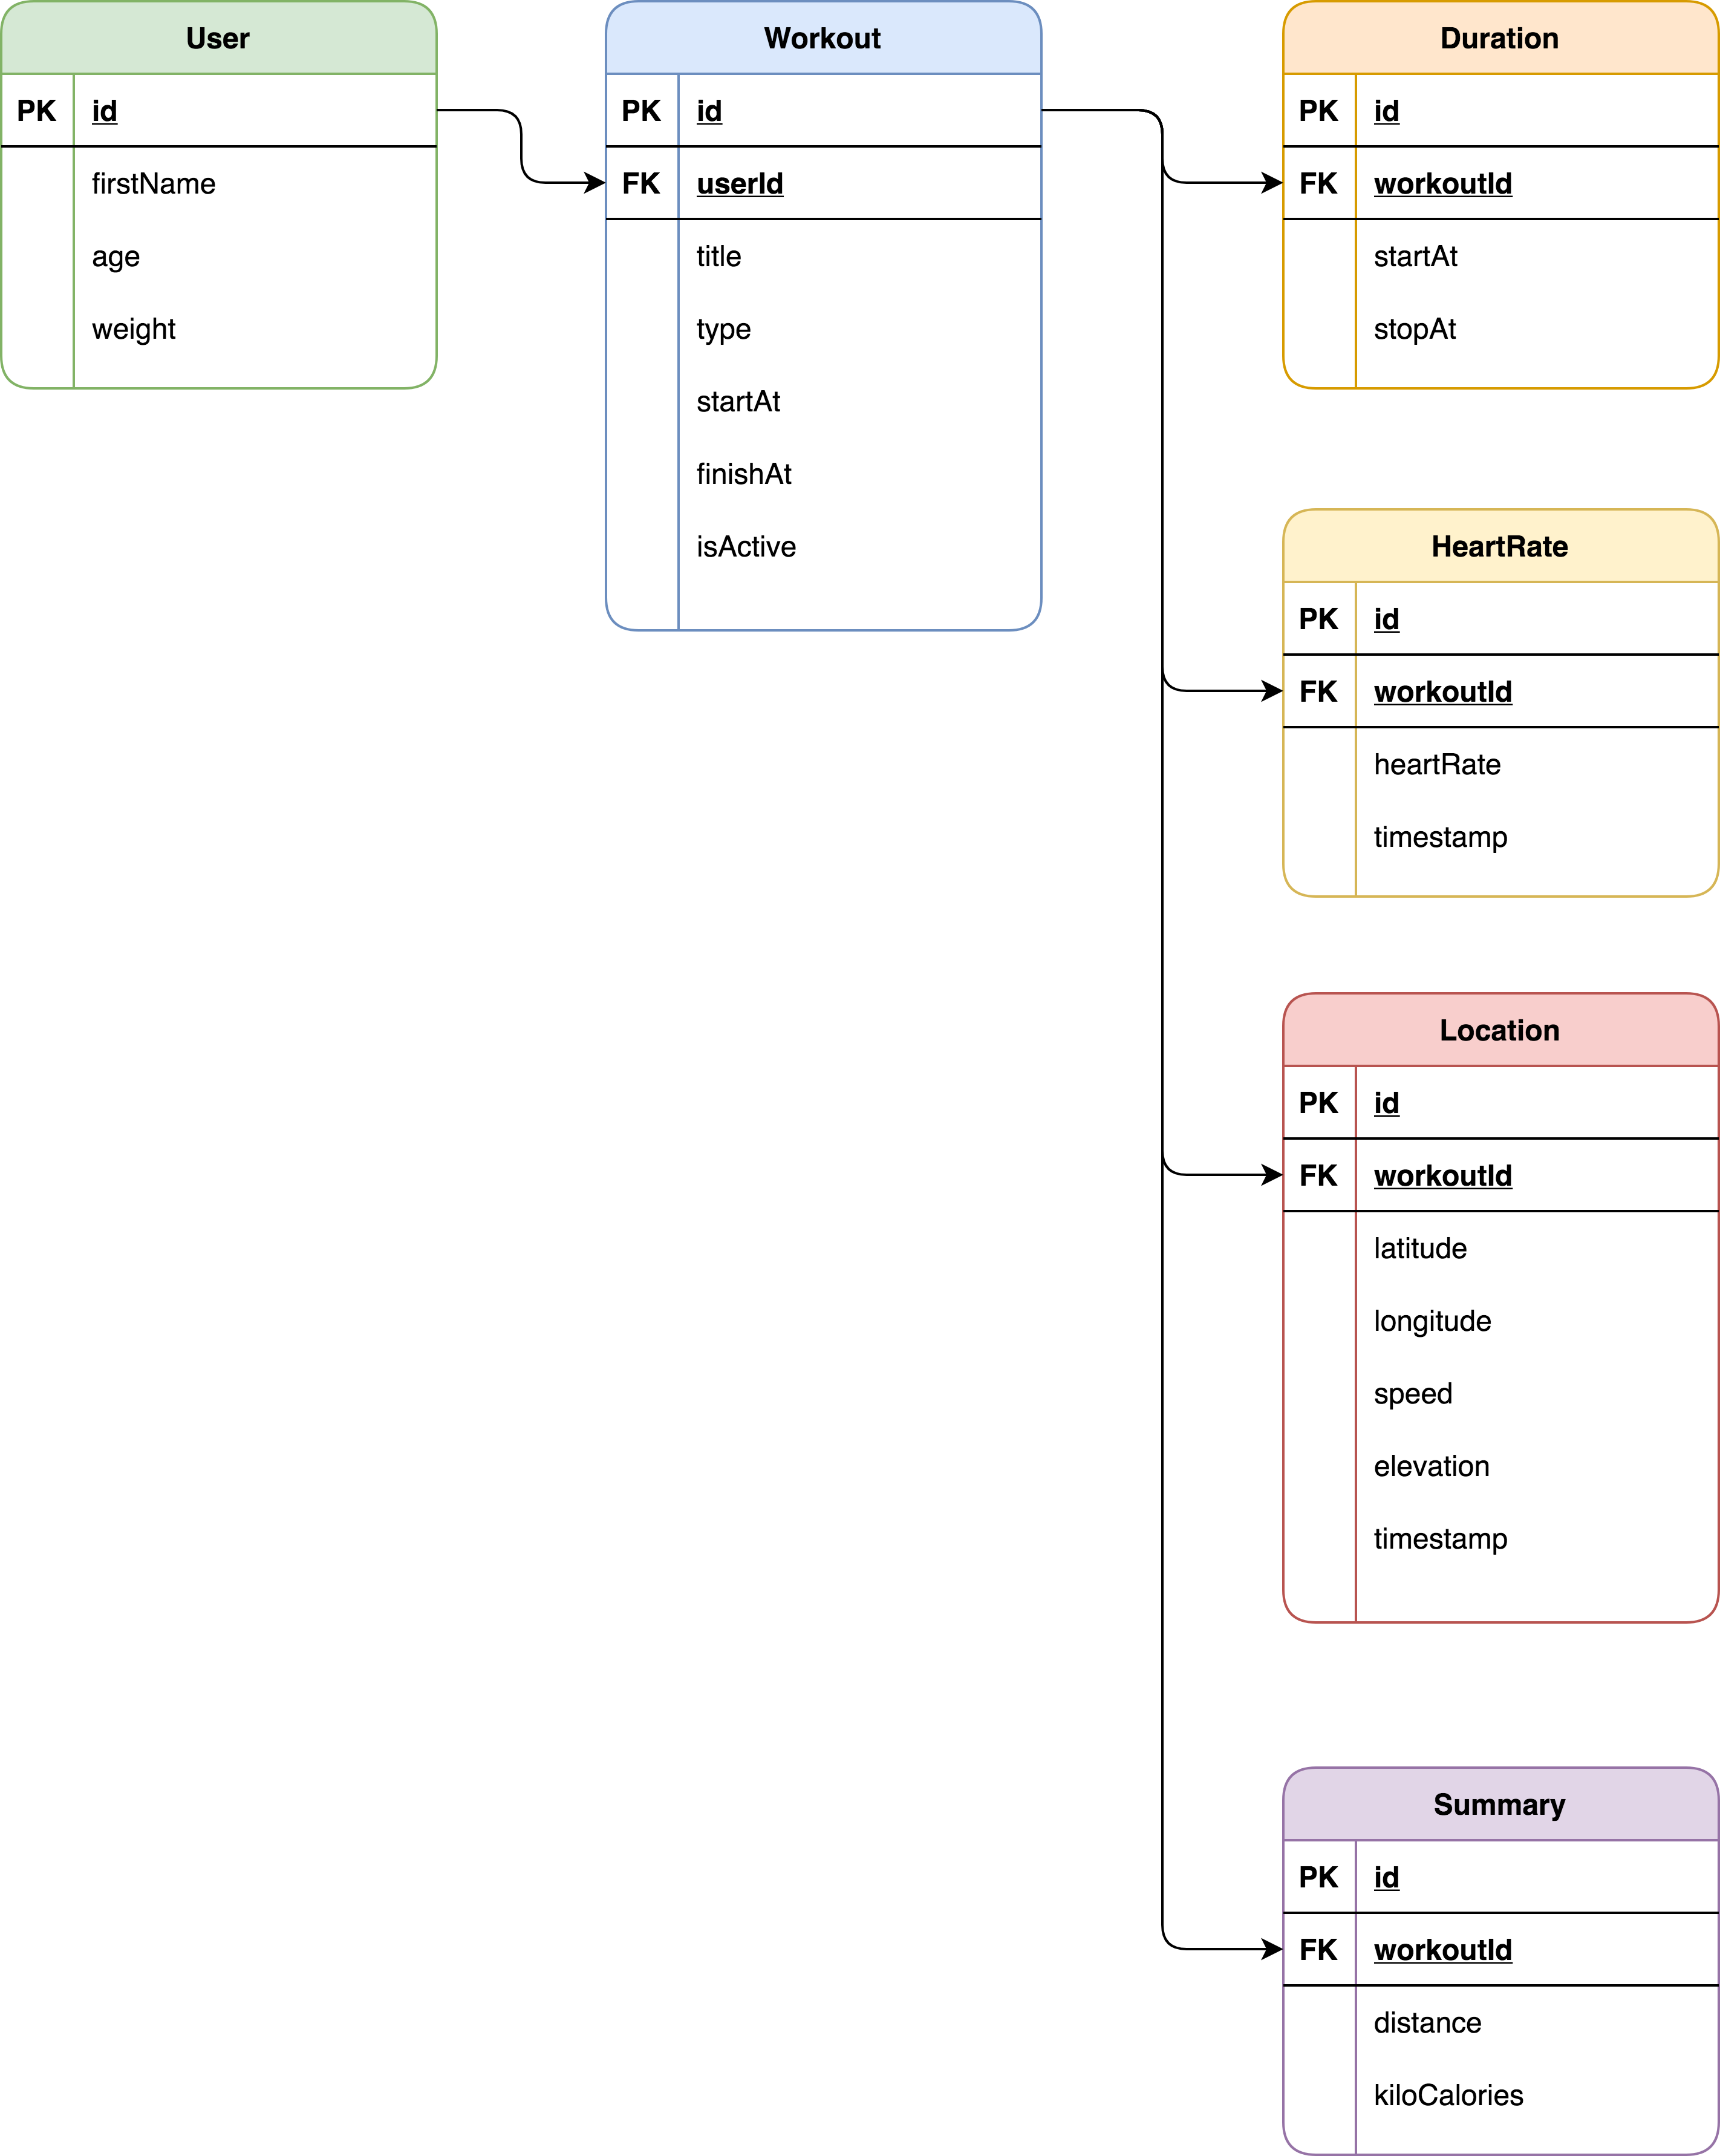 User
PK id
firstName
age
weight
Workout
PK id
FK userId
title
type
startAt
finishAt
isActive
Duration
PK id
FK workoutId
startAt
stopAt
HeartRate
PK id
FK workoutId
heartRate
timestamp
Location
PK id
FK workoutId
latitude
longitude
speed
elevation
timestamp
Summary
PK id
FK workoutId
distance
kiloCalories